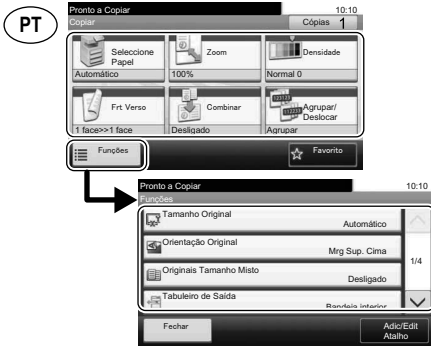 PT
Pronto a Copiar 10:10
Copiar Cópias 1
Seleccione
Papel
Automático
Zoom
100%
Densidade
Normal 0
Frt Verso
1 face>>1 face
Combinar
Desligado
Agrupar/
Deslocar
Agrupar
Funções
Favorito
Pronto a Copiar 10:10
Funções
Tamanho Original
Automático
Orientação Original
Mrg Sup. Cima
1/4
Originais Tamanho Misto
Desligado
Tabuleiro de Saída
Bandeja interior
Fechar
Adic/Edit
Atalho